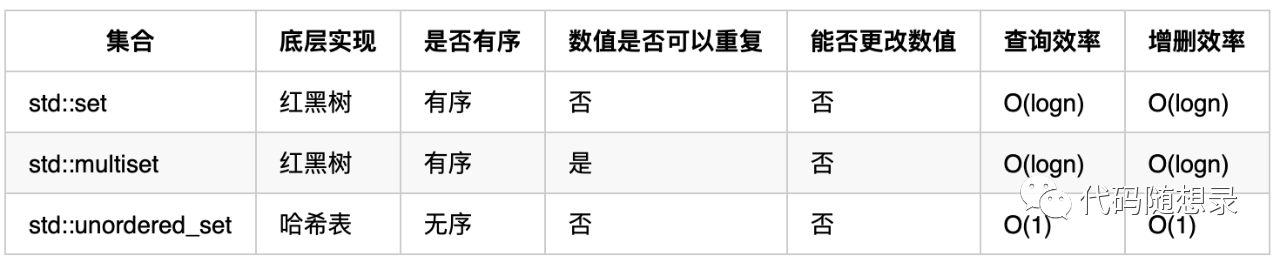 集合 底层实现 是否有序 数值是否可以重复 能否更改数值 查询效率 增删效率
std::set 红黑树 有序 否 否 O(logn) O(logn)
std::multiset 红黑树 有序 是 否 O(logn) O(logn)
std::unordered_set 哈希表 无序 否 否 O(1) O(1)
代码随想录